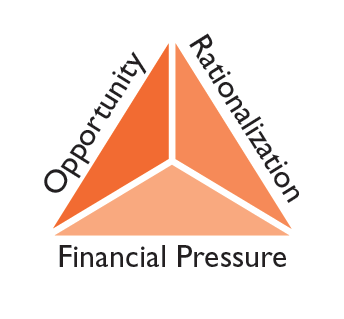 Opportunity
Rationalization
Financial Pressure